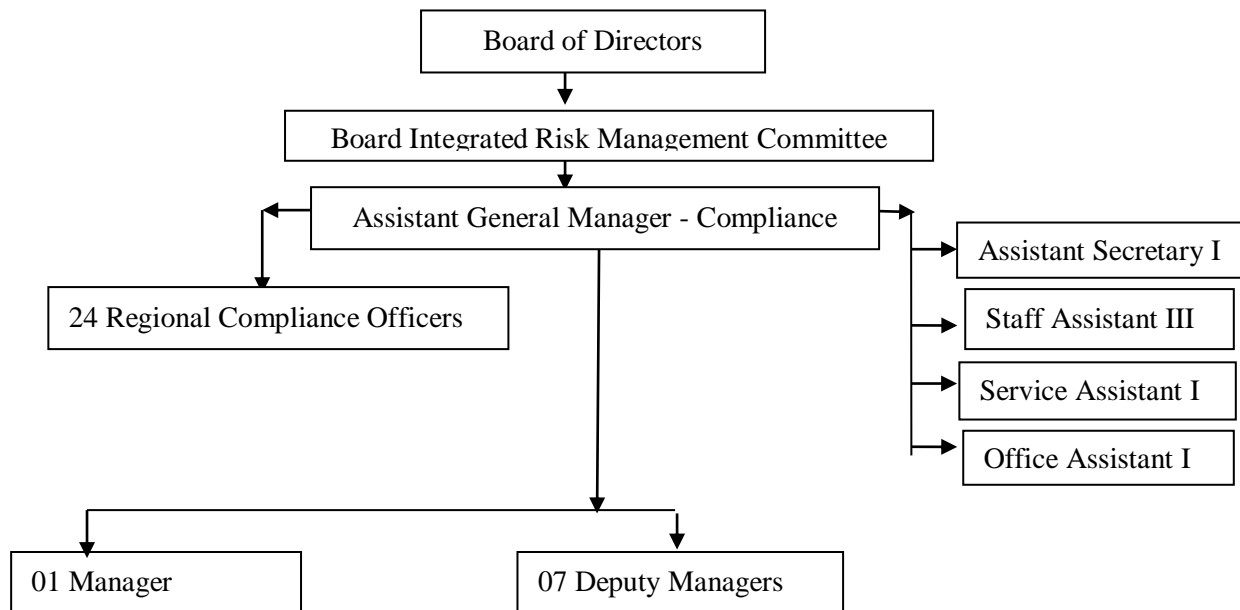 Board of Directors
Board Integrated Risk Management Committee
Assistant General Manager - Compliance
Assistant Secretary I
24 Regional Compliance Officers
Staff Assistant III
Service Assistant I
Office Assistant I
01 Manager
07 Deputy Managers